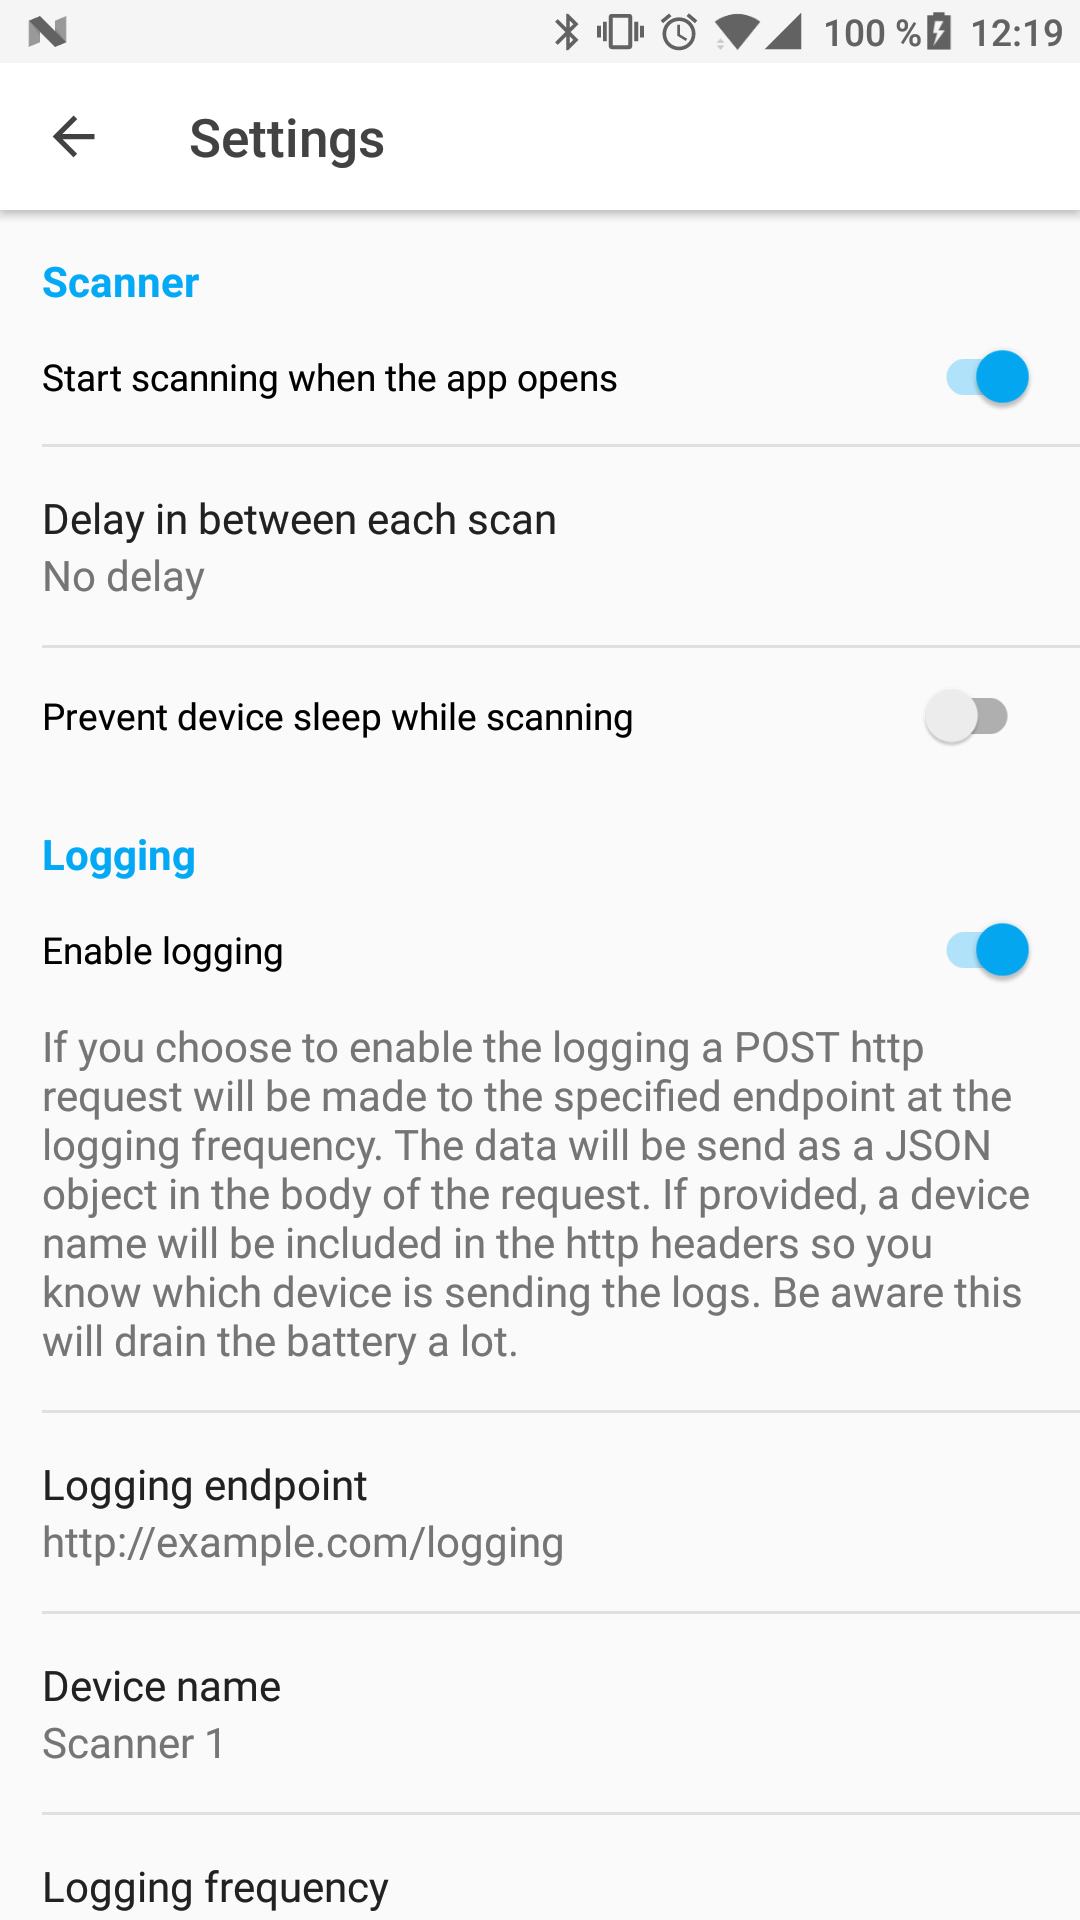 100 % 12:19
Settings
Scanner
Start scanning when the app opens
Delay in between each scan
No delay
Prevent device sleep while scanning
Logging
Enable logging
If you choose to enable the logging a POST http
request will be made to the specified endpoint at the
logging frequency. The data will be send as a JSON
object in the body of the request. If provided, a device
name will be included in the http headers so you
know which device is sending the logs. Be aware this
will drain the battery a lot.
Logging endpoint
http://example.com/logging
Device name
Scanner 1
Logging frequency